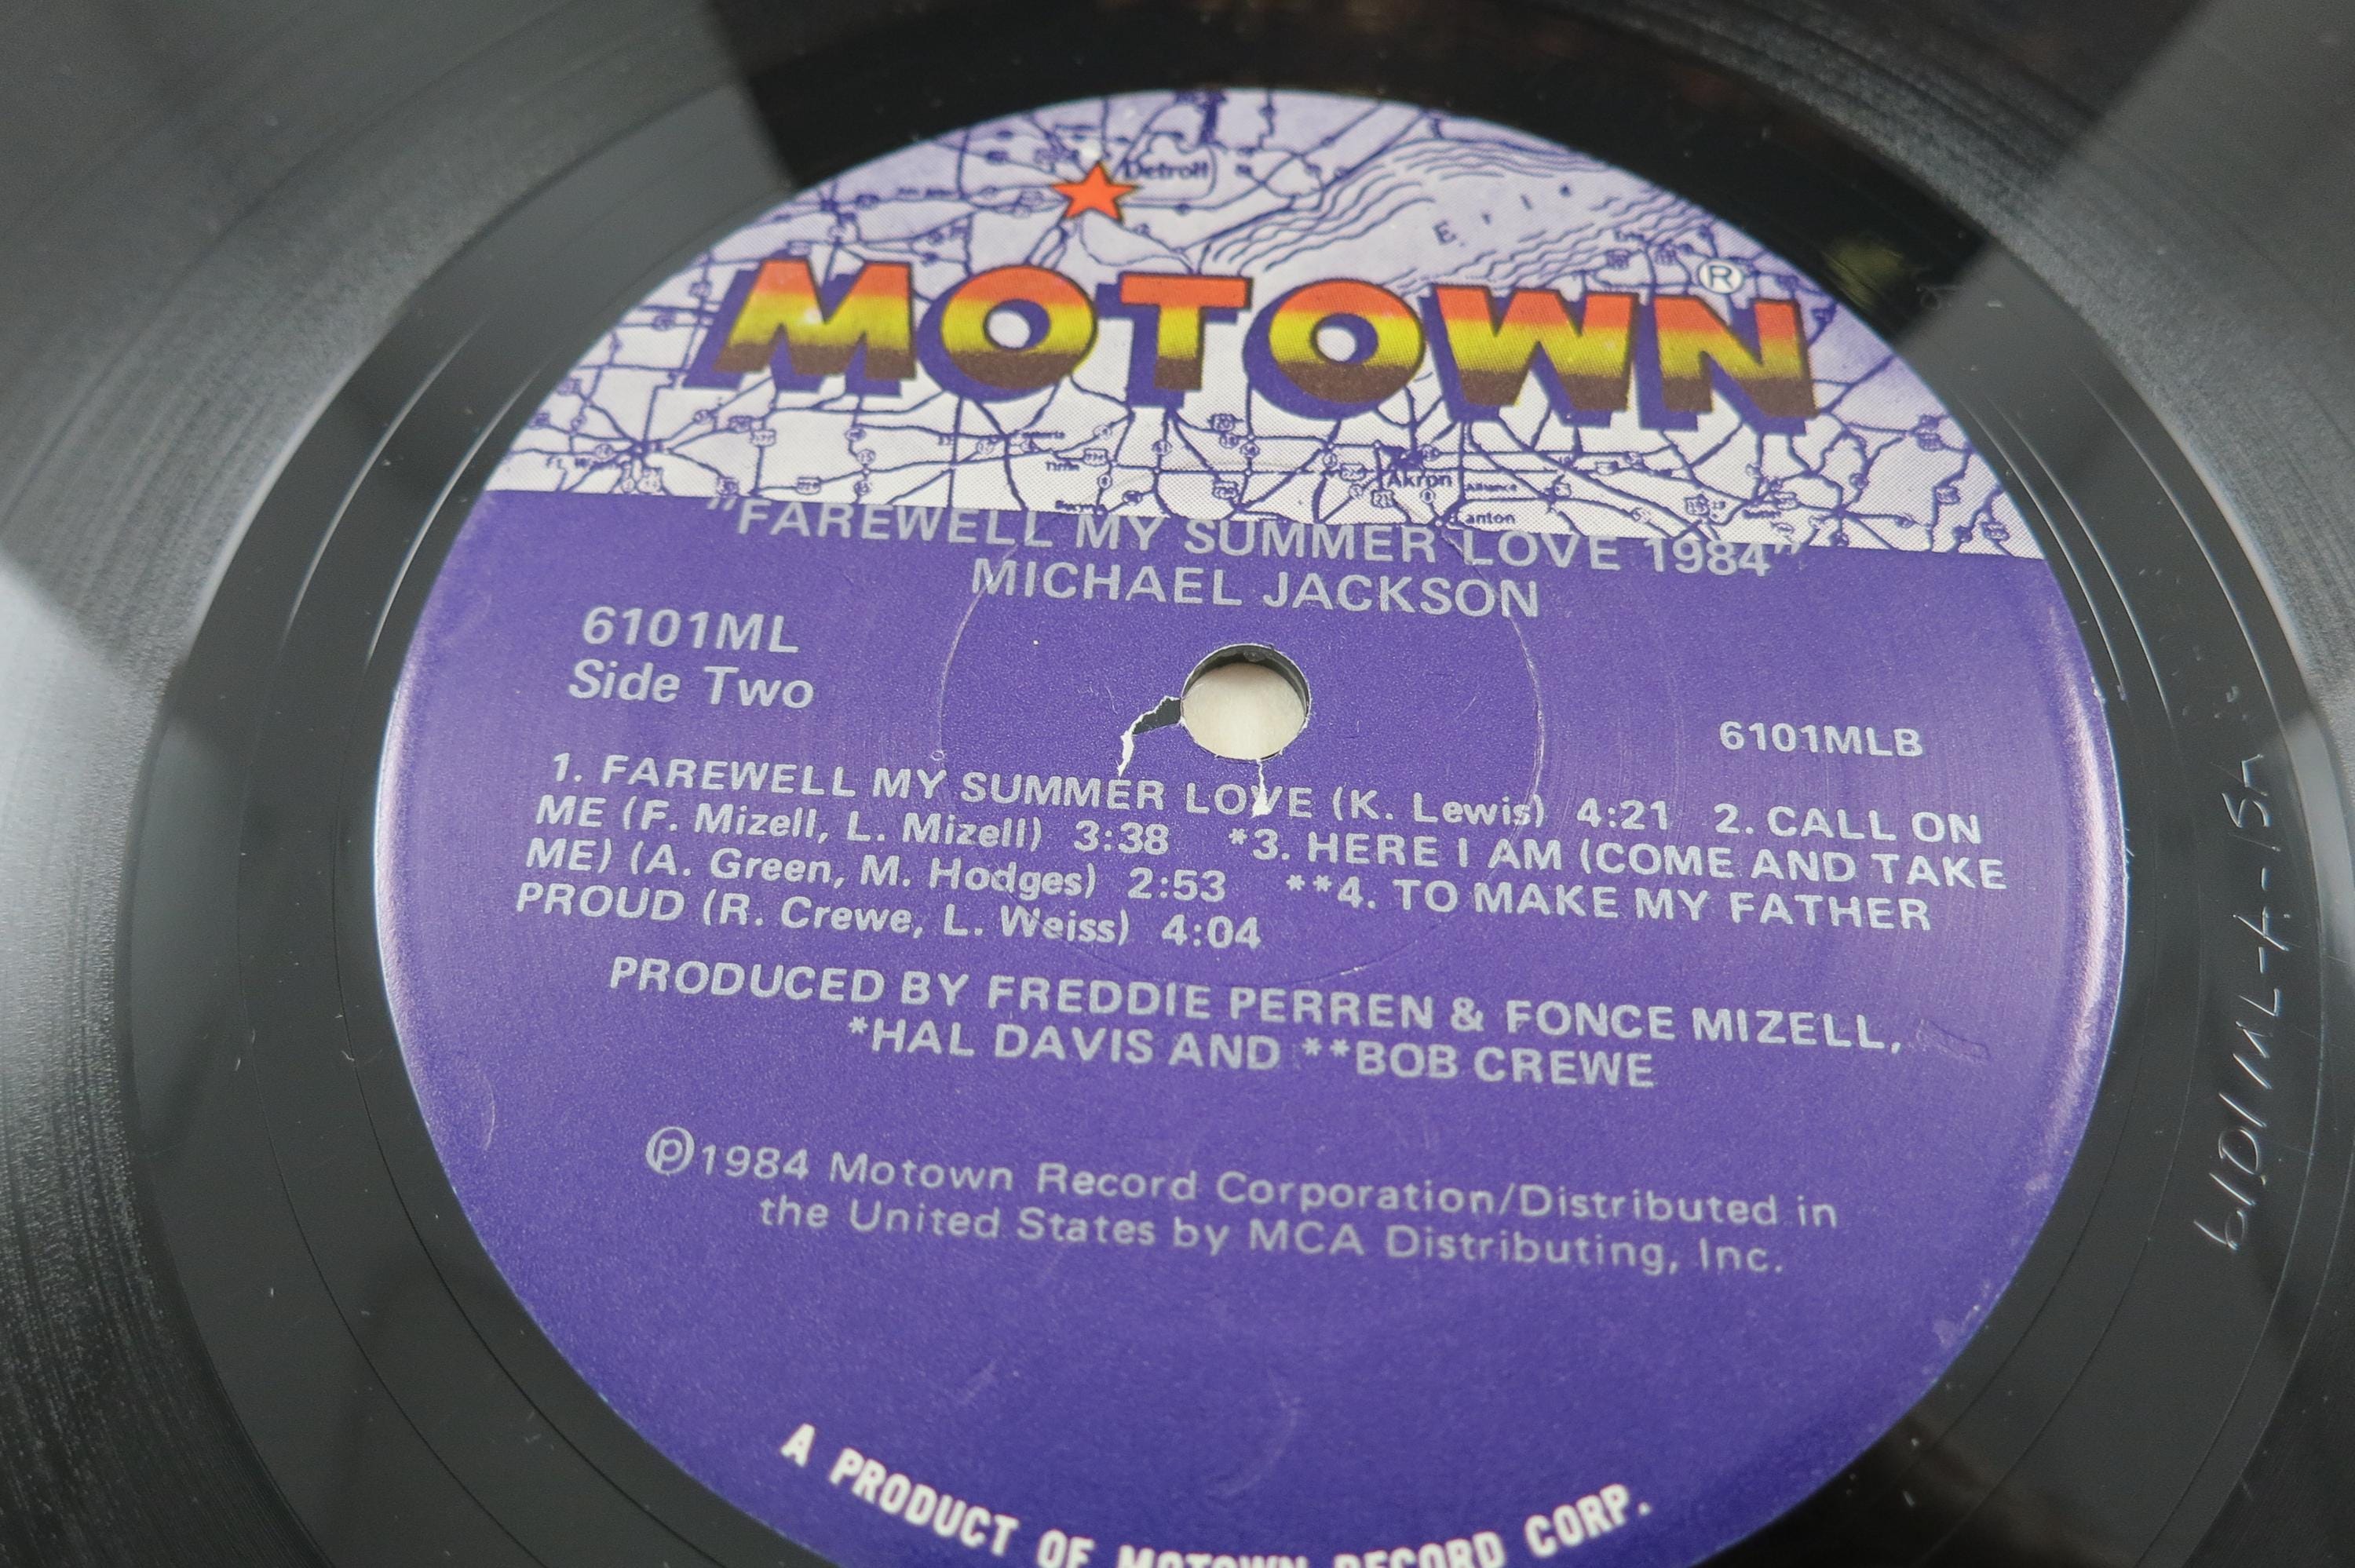 Detroit
E r i e
MOTOWN®
Akron
Alliance
"FAREWELL MY SUMMER LOVE 1984"
MICHAEL JACKSON
6101ML
Side Two
6101MLB
1. FAREWELL MY SUMMER LOVE (K. Lewis) 4:21 2. CALL ON
ME (F. Mizell, L. Mizell) 3:38 *3. HERE I AM (COME AND TAKE
ME) (A. Green, M. Hodges) 2:53 **4. TO MAKE MY FATHER
PROUD (R. Crewe, L. Weiss) 4:04
PRODUCED BY FREDDIE PERREN & FONCE MIZELL,
*HAL DAVIS AND **BOB CREWE
℗1984 Motown Record Corporation/Distributed in
the United States by MCA Distributing, Inc.
A PRODUCT OF MOTOWN RECORD CORP.